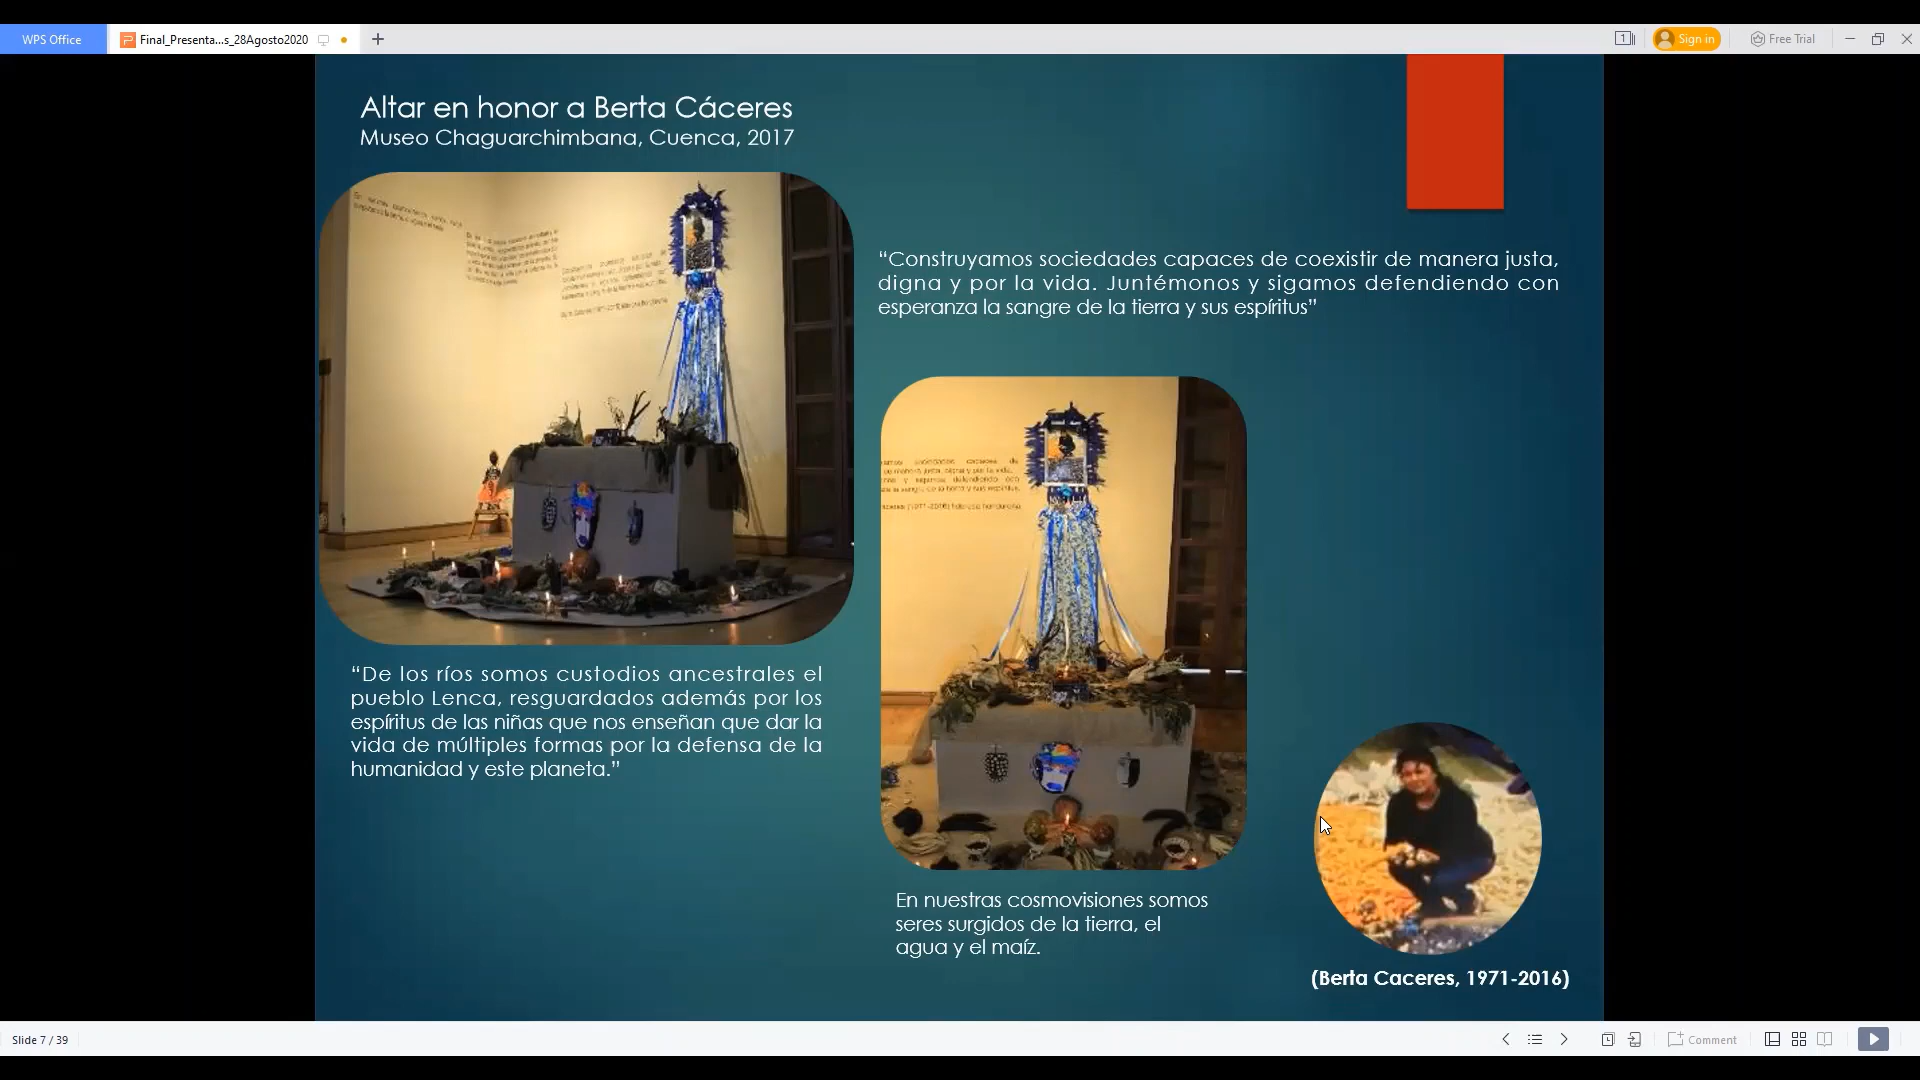 WPS Office
Final_Presenta...s_28Agosto2020
1
Sign in
Free Trial
Altar en honor a Berta Cáceres
Museo Chaguarchimbana, Cuenca, 2017
“Construyamos sociedades capaces de coexistir de manera justa,
digna y por la vida. Juntémonos y sigamos defendiendo con
esperanza la sangre de la tierra y sus espíritus”
“De los ríos somos custodios ancestrales el
pueblo Lenca, resguardados además por los
espíritus de las niñas que nos enseñan que dar la
vida de múltiples formas por la defensa de la
humanidad y este planeta.”
En nuestras cosmovisiones somos
seres surgidos de la tierra, el
agua y el maíz.
(Berta Caceres, 1971-2016)
Slide 7 / 39
Comment